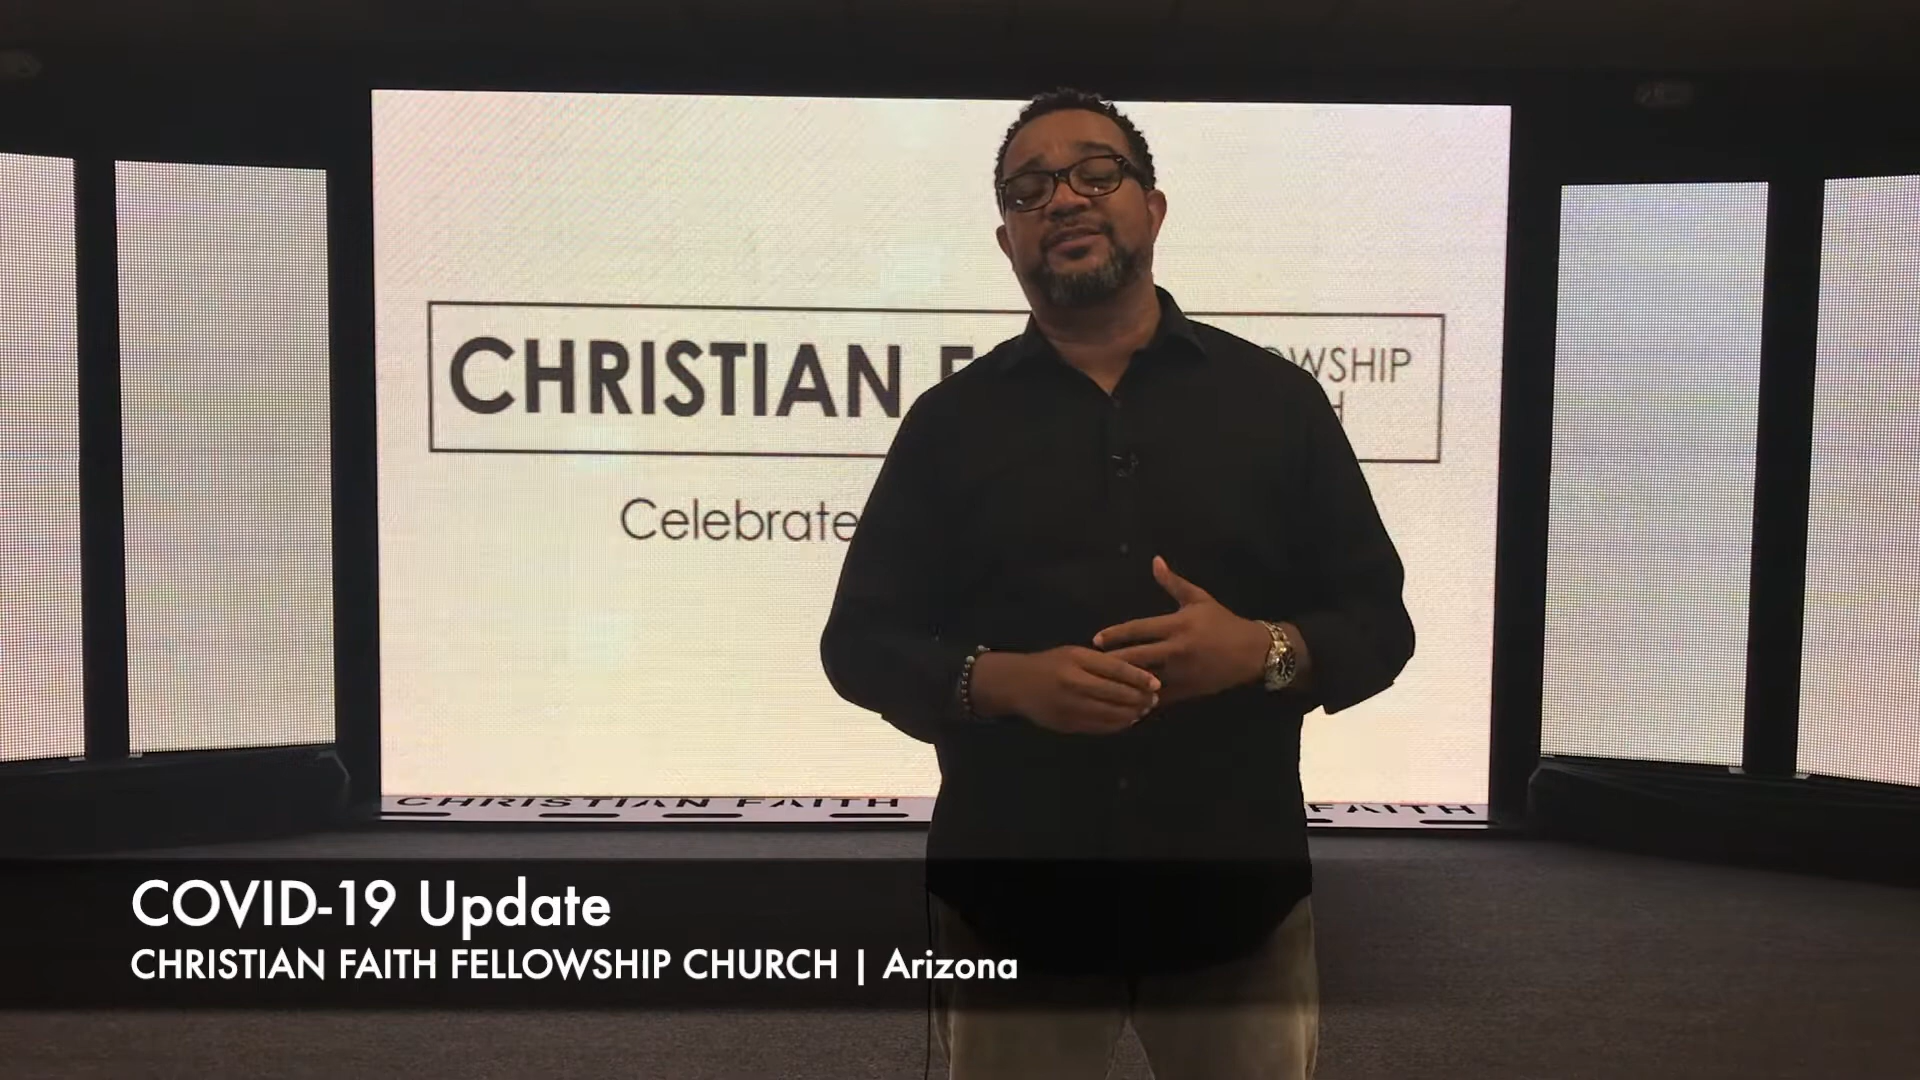 CHRISTIAN
OWSHIP
H
Celebrate
CHRISTIAN FAITH
FAITH
COVID-19 Update
CHRISTIAN FAITH FELLOWSHIP CHURCH | Arizona